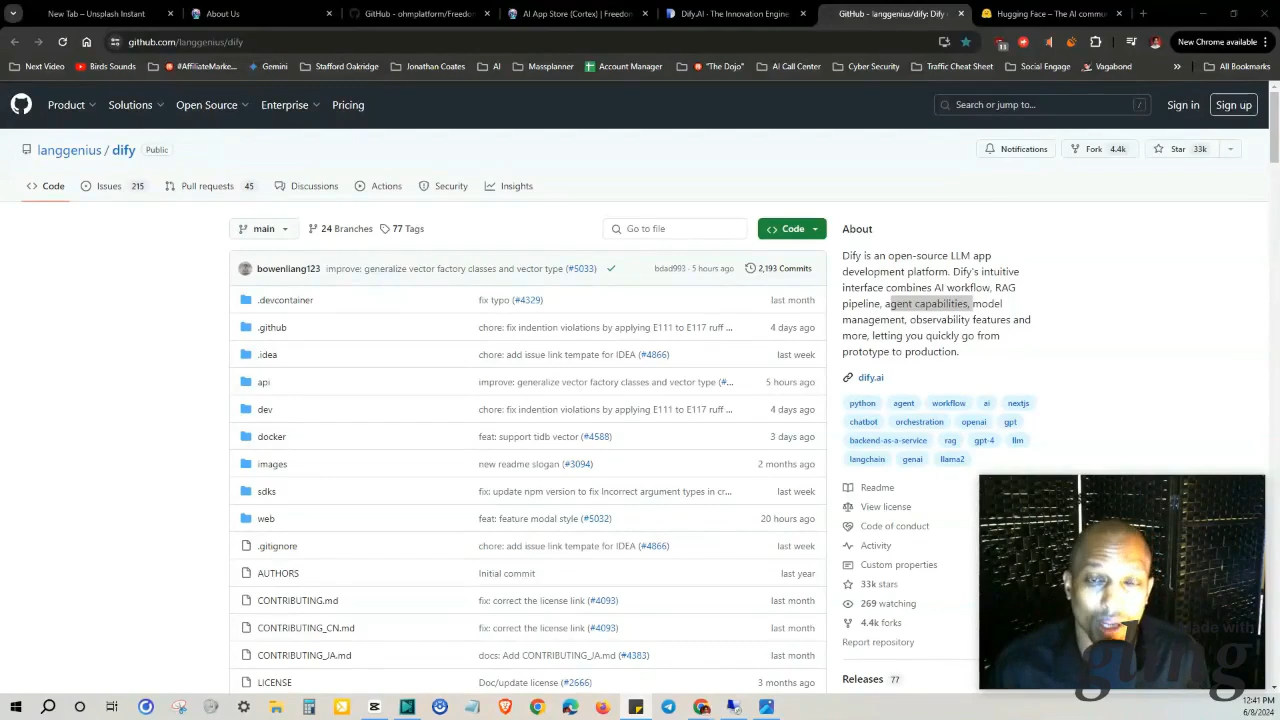 New Tab – Unsplash Instant
About Us
GitHub - ohmplatform/Freedo
AI App Store (Cortex) | Freedom
Dify.AI · The Innovation Engine
GitHub - langgenius/dify: Dify
Hugging Face – The AI commu
github.com/langgenius/dify
11
New Chrome available
Next Video
Birds Sounds
#AffiliateMarke...
Gemini
Stafford Oakridge
Jonathan Coates
AI
Massplanner
Account Manager
"The Dojo"
AI Call Center
Cyber Security
Traffic Cheat Sheet
Social Engage
Vagabond
»
All Bookmarks
Product
Solutions
Open Source
Enterprise
Pricing
Search or jump to...
/
Sign in
Sign up
langgenius / dify
Public
Notifications
Fork 4.4k
Star 33k
Code
Issues 215
Pull requests 45
Discussions
Actions
Security
Insights
main
24 Branches
77 Tags
Go to file
Code
bowenliang123 improve: generalize vector factory classes and vector type (#5033)
bdad993 · 5 hours ago
2,193 Commits
.devcontainer fix typo (#4329) last month
.github chore: fix indention violations by applying E111 to E117 ruff ... 4 days ago
.idea chore: add issue link tempate for IDEA (#4866) last week
api improve: generalize vector factory classes and vector type (#... 5 hours ago
dev chore: fix indention violations by applying E111 to E117 ruff ... 4 days ago
docker feat: support tidb vector (#4588) 3 days ago
images new readme slogan (#3094) 2 months ago
sdks fix: update npm version to fix Incorrect argument types in cr... last week
web feat: feature modal style (#5032) 20 hours ago
.gitignore chore: add issue link tempate for IDEA (#4866) last week
AUTHORS Initial commit last year
CONTRIBUTING.md fix: correct the license link (#4093) last month
CONTRIBUTING_CN.md fix: correct the license link (#4093) last month
CONTRIBUTING_JA.md docs: Add CONTRIBUTING_JA.md (#4383) last month
LICENSE Doc/update license (#2666) 3 months ago
About
Dify is an open-source LLM app
development platform. Dify's intuitive
interface combines AI workflow, RAG
pipeline, agent capabilities, model
management, observability features and
more, letting you quickly go from
prototype to production.
dify.ai
python agent workflow ai nextjs
chatbot orchestration openai gpt
backend-as-a-service rag gpt-4 llm
langchain genai llama2
Readme
View license
Code of conduct
Activity
Custom properties
33k stars
269 watching
4.4k forks
Report repository
Releases 77
Made with
gling
12:41 PM
6/8/2024